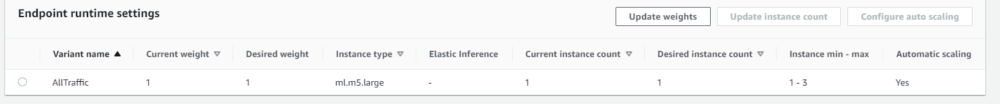 Endpoint runtime settings
Update weights Update instance count Configure auto scaling
Variant name Current weight Desired weight Instance type Elastic Inference Current instance count Desired instance count Instance min - max Automatic scaling
AllTraffic 1 1 ml.m5.large - 1 1 1 - 3 Yes